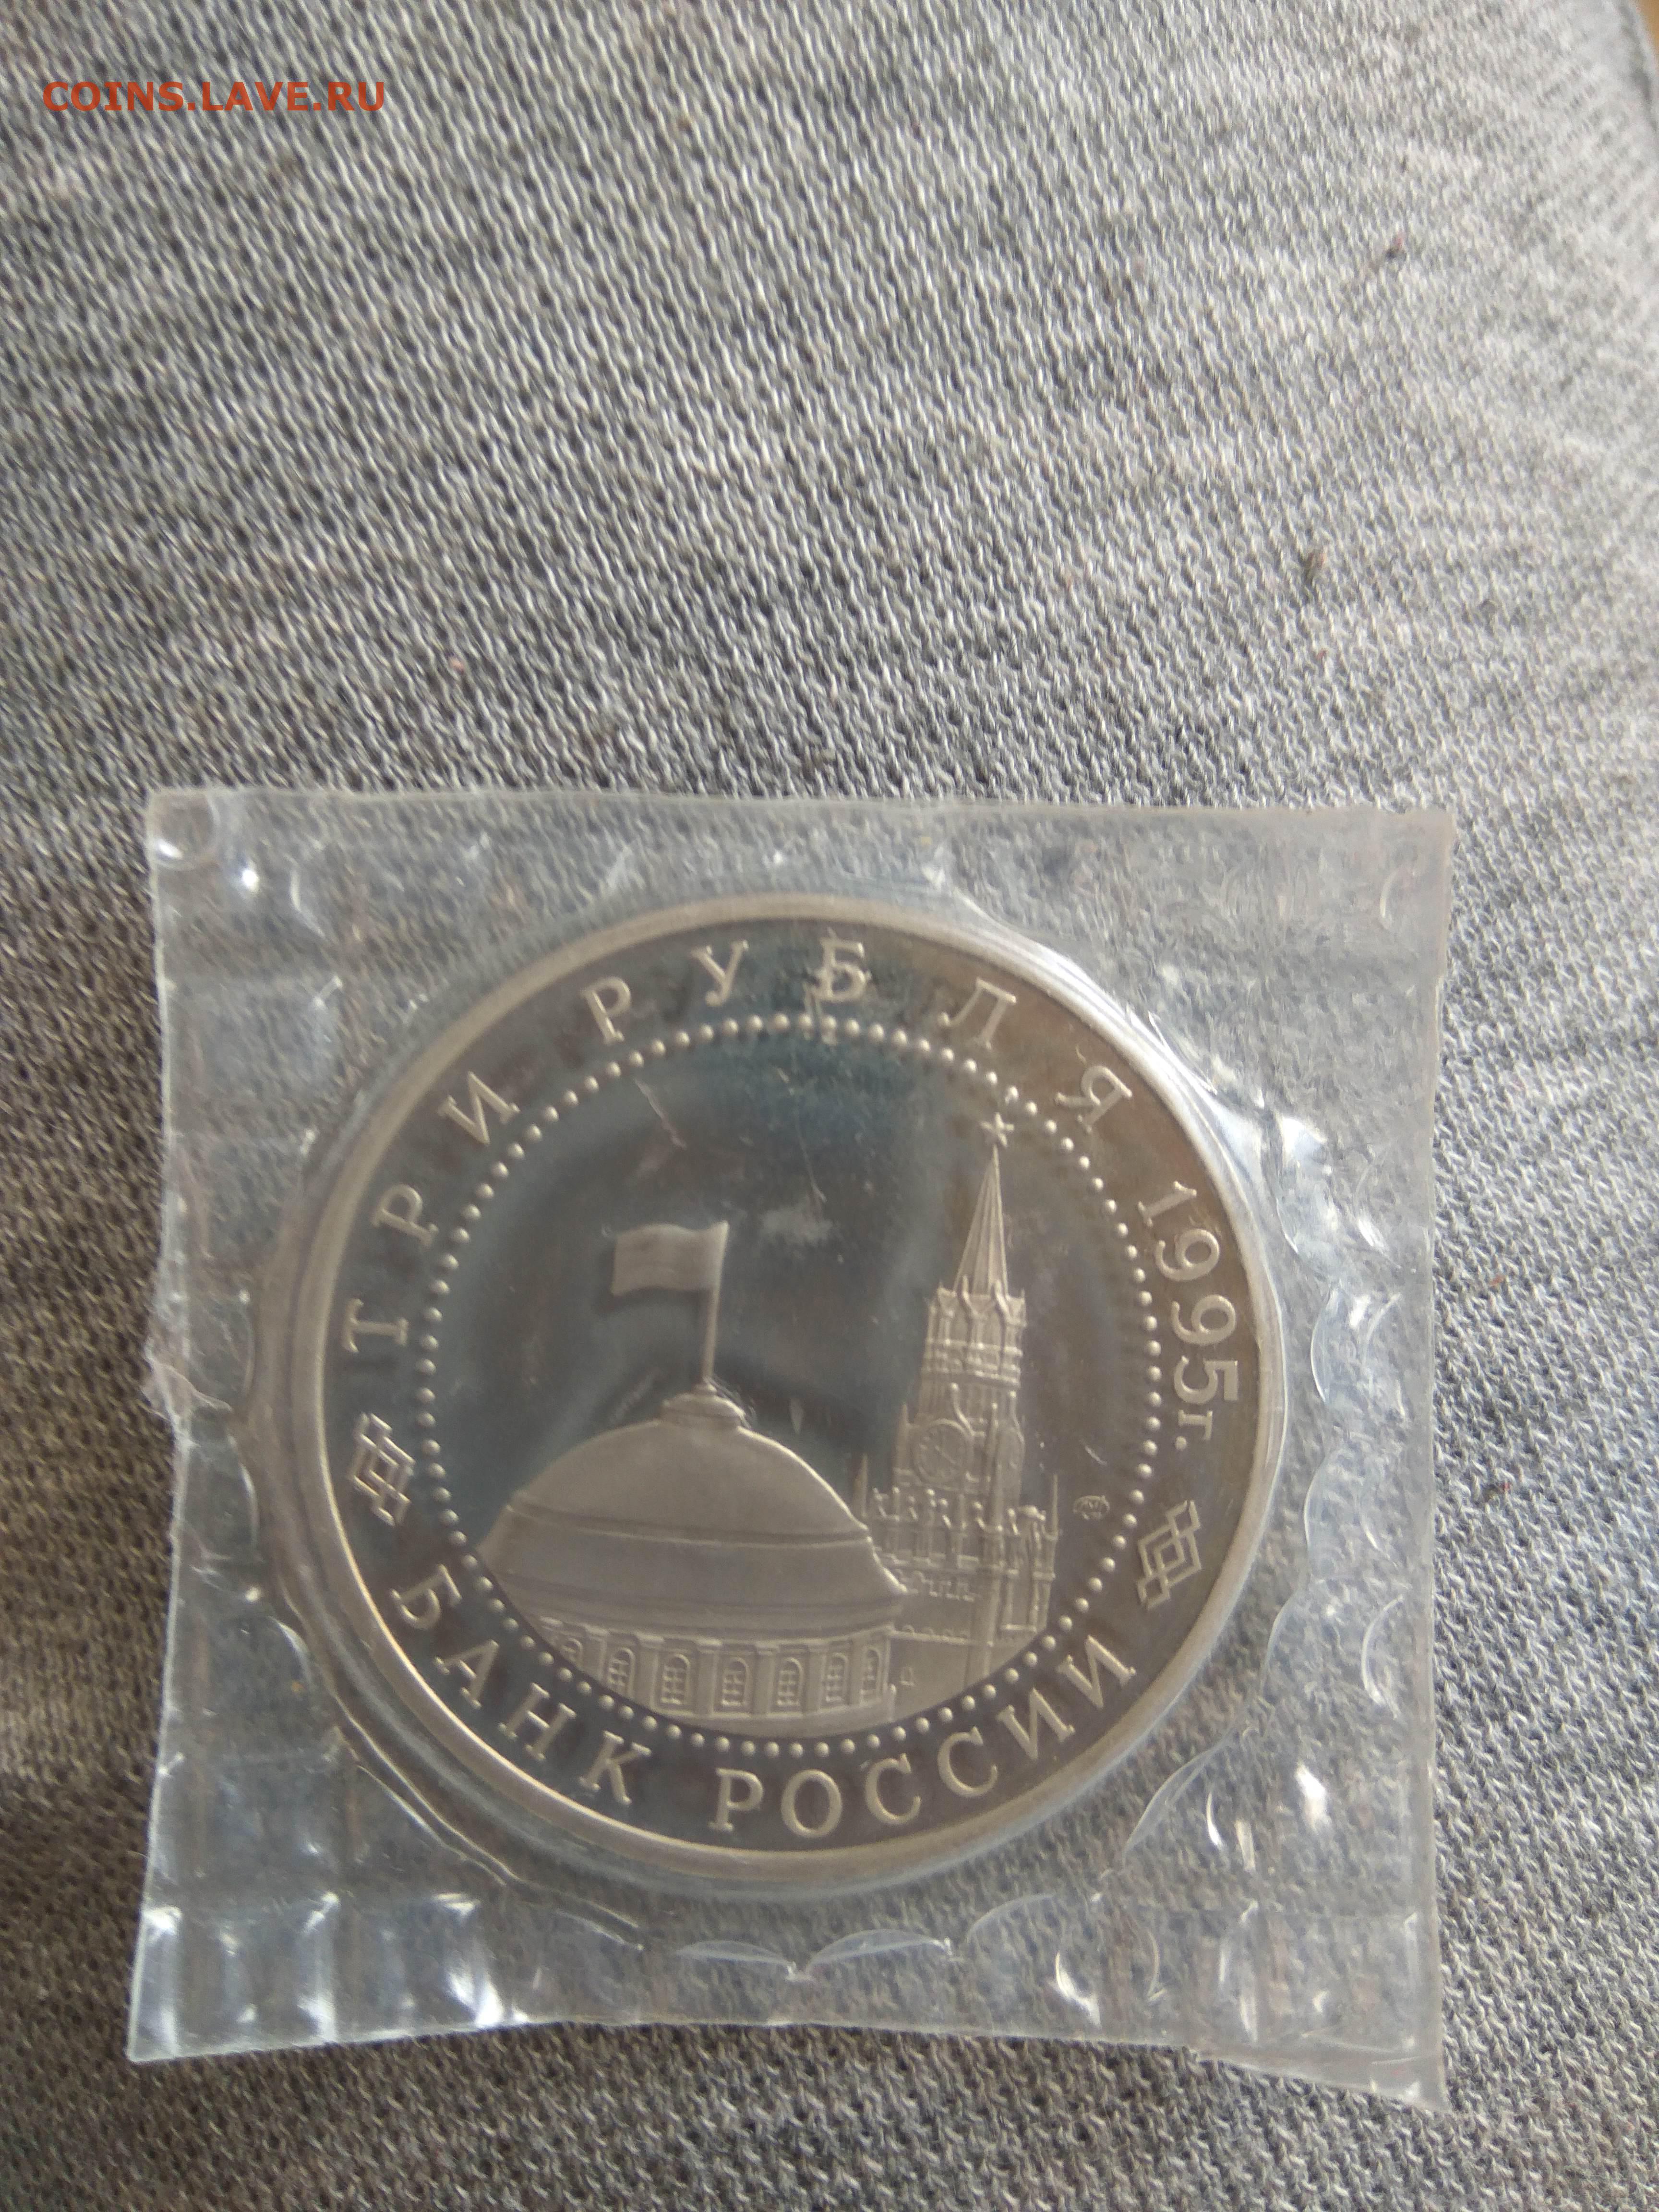 COINS.LAVE.RU
ТРИ РУБЛЯ 1995г.
БАНК РОССИИ